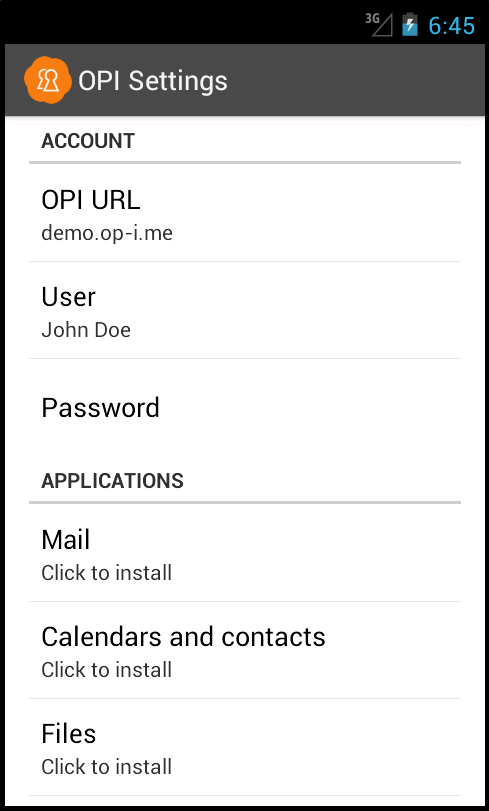 3G
6:45
OPI Settings
ACCOUNT
OPI URL
demo.op-i.me
User
John Doe
Password
APPLICATIONS
Mail
Click to install
Calendars and contacts
Click to install
Files
Click to install